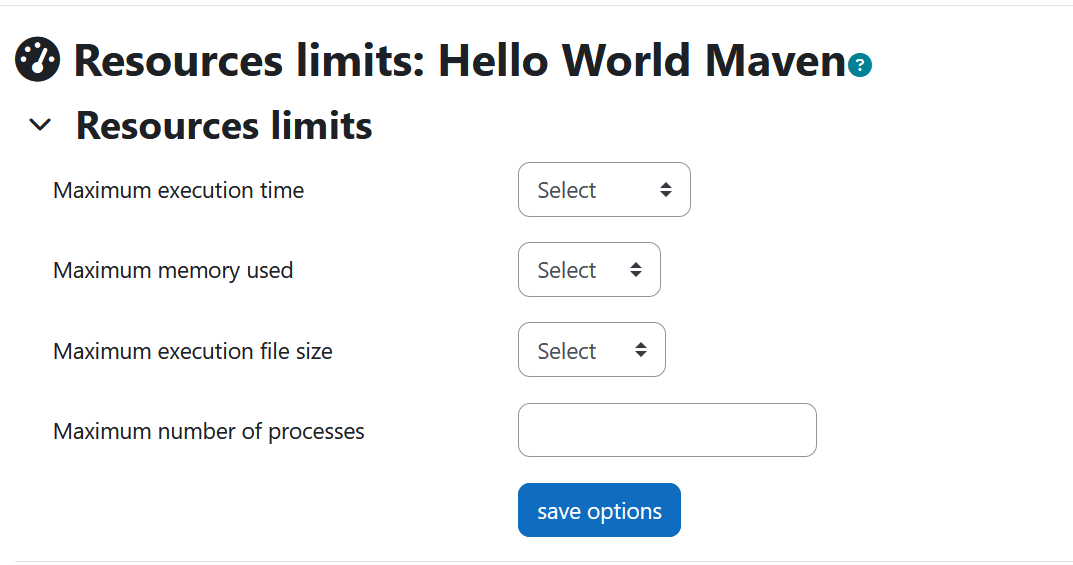 Resources limits: Hello World Maven?
Resources limits
Maximum execution time Select
Maximum memory used Select
Maximum execution file size Select
Maximum number of processes
save options